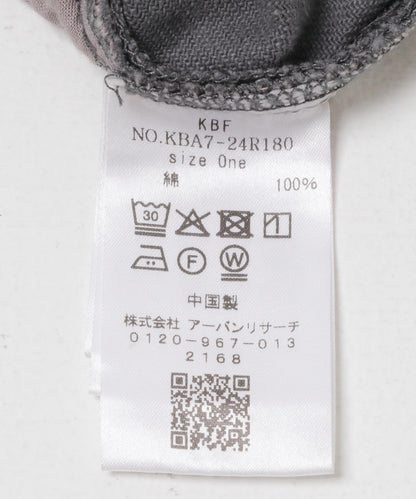 KBF
NO.KBA7-24R180
size One
綿 100%
30
F W
中国製
株式会社 アーバンリサーチ
0120-967-013
2168